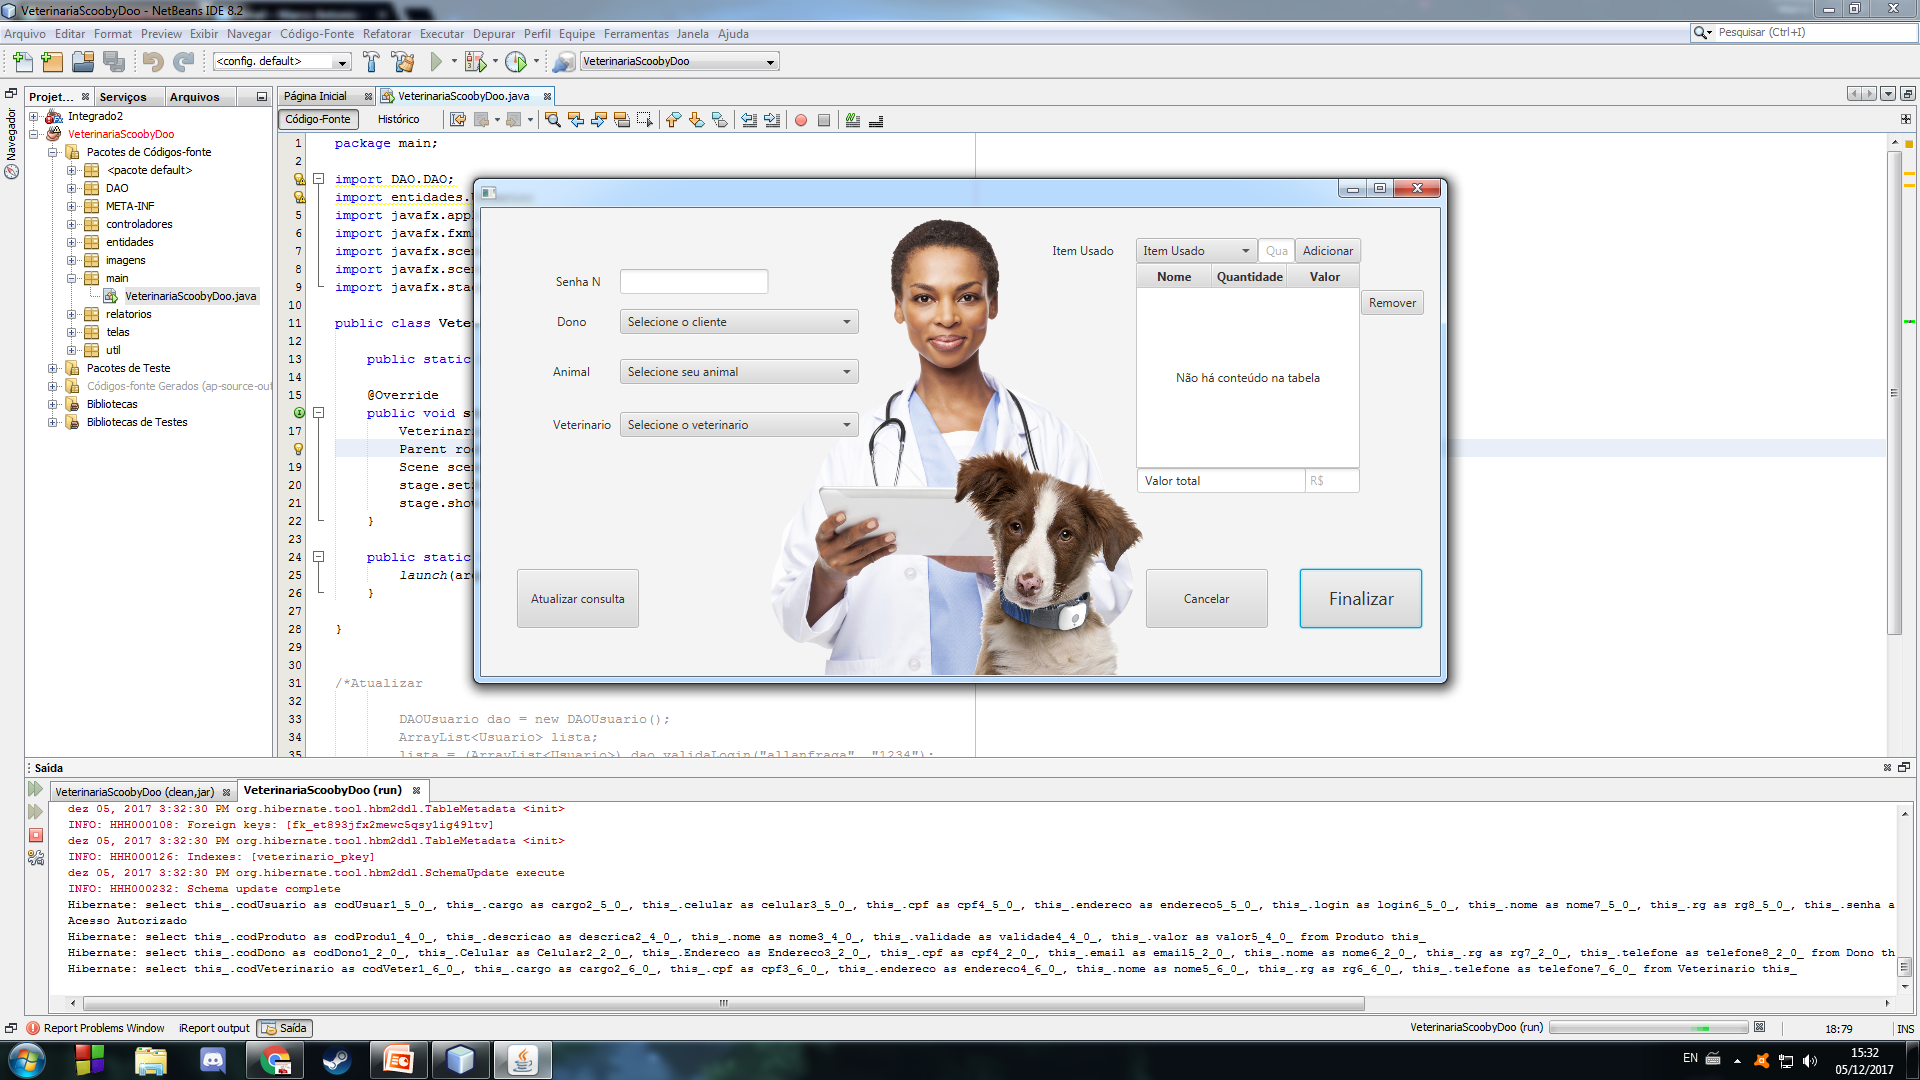 VeterinariaScoobyDoo - NetBeans IDE 8.2
Arquivo Editar Format Preview Exibir Navegar Código-Fonte Refatorar Executar Depurar Perfil Equipe Ferramentas Janela Ajuda
Pesquisar (Ctrl+I)
<config. default>
VeterinariaScoobyDoo
Projet... Serviços Arquivos
Página Inicial VeterinariaScoobyDoo.java
Navegador
Código-Fonte Histórico
Integrado2
VeterinariaScoobyDoo
Pacotes de Códigos-fonte
<pacote default>
DAO
META-INF
controladores
entidades
imagens
main
VeterinariaScoobyDoo.java
relatorios
telas
util
Pacotes de Teste
Códigos-fonte Gerados (ap-source-out
Bibliotecas
Bibliotecas de Testes
1 package main;
2
import DAO.DAO;
import entidades.
5 import javafx.app
6 import javafx.fxm
7 import javafx.sce
8 import javafx.sce
9 import javafx.sta
10
11 public class Vete
12
13 public static
14
15 @Override
public void s
17 Veterinar
Parent ro
19 Scene sce
20 stage.set
21 stage.sho
22 }
23
24 public static
25 launch(ar
26 }
27
28 }
29
30
31 /*Atualizar
32
33 DAOUsuario dao = new DAOUsuario();
34 ArrayList<Usuario> lista;
35 lista = (ArrayList<Usuario>) dao.validaLogin("allanfraga", "1234");
Senha N
Dono Selecione o cliente
Animal Selecione seu animal
Veterinario Selecione o veterinario
Item Usado Item Usado Qua Adicionar
Nome Quantidade Valor
Remover
Não há conteúdo na tabela
Valor total R$
Atualizar consulta
Cancelar
Finalizar
Saída
VeterinariaScoobyDoo (clean,jar) VeterinariaScoobyDoo (run)
dez 05, 2017 3:32:30 PM org.hibernate.tool.hbm2ddl.TableMetadata <init>
INFO: HHH000108: Foreign keys: [fk_et893jfx2mewc5qsy1ig49ltv]
dez 05, 2017 3:32:30 PM org.hibernate.tool.hbm2ddl.TableMetadata <init>
INFO: HHH000126: Indexes: [veterinario_pkey]
dez 05, 2017 3:32:30 PM org.hibernate.tool.hbm2ddl.SchemaUpdate execute
INFO: HHH000232: Schema update complete
Hibernate: select this_.codUsuario as codUsuar1_5_0_, this_.cargo as cargo2_5_0_, this_.celular as celular3_5_0_, this_.cpf as cpf4_5_0_, this_.endereco as endereco5_5_0_, this_.login as login6_5_0_, this_.nome as nome7_5_0_, this_.rg as rg8_5_0_, this_.senha a
Acesso Autorizado
Hibernate: select this_.codProduto as codProdu1_4_0_, this_.descricao as descrica2_4_0_, this_.nome as nome3_4_0_, this_.validade as validade4_4_0_, this_.valor as valor5_4_0_ from Produto this_
Hibernate: select this_.codDono as codDono1_2_0_, this_.Celular as Celular2_2_0_, this_.Endereco as Endereco3_2_0_, this_.cpf as cpf4_2_0_, this_.email as email5_2_0_, this_.nome as nome6_2_0_, this_.rg as rg7_2_0_, this_.telefone as telefone8_2_0_ from Dono th
Hibernate: select this_.codVeterinario as codVeter1_6_0_, this_.cargo as cargo2_6_0_, this_.cpf as cpf3_6_0_, this_.endereco as endereco4_6_0_, this_.nome as nome5_6_0_, this_.rg as rg6_6_0_, this_.telefone as telefone7_6_0_ from Veterinario this_
Report Problems Window iReport output Saída
VeterinariaScoobyDoo (run)
18:79 INS
EN
15:32
05/12/2017